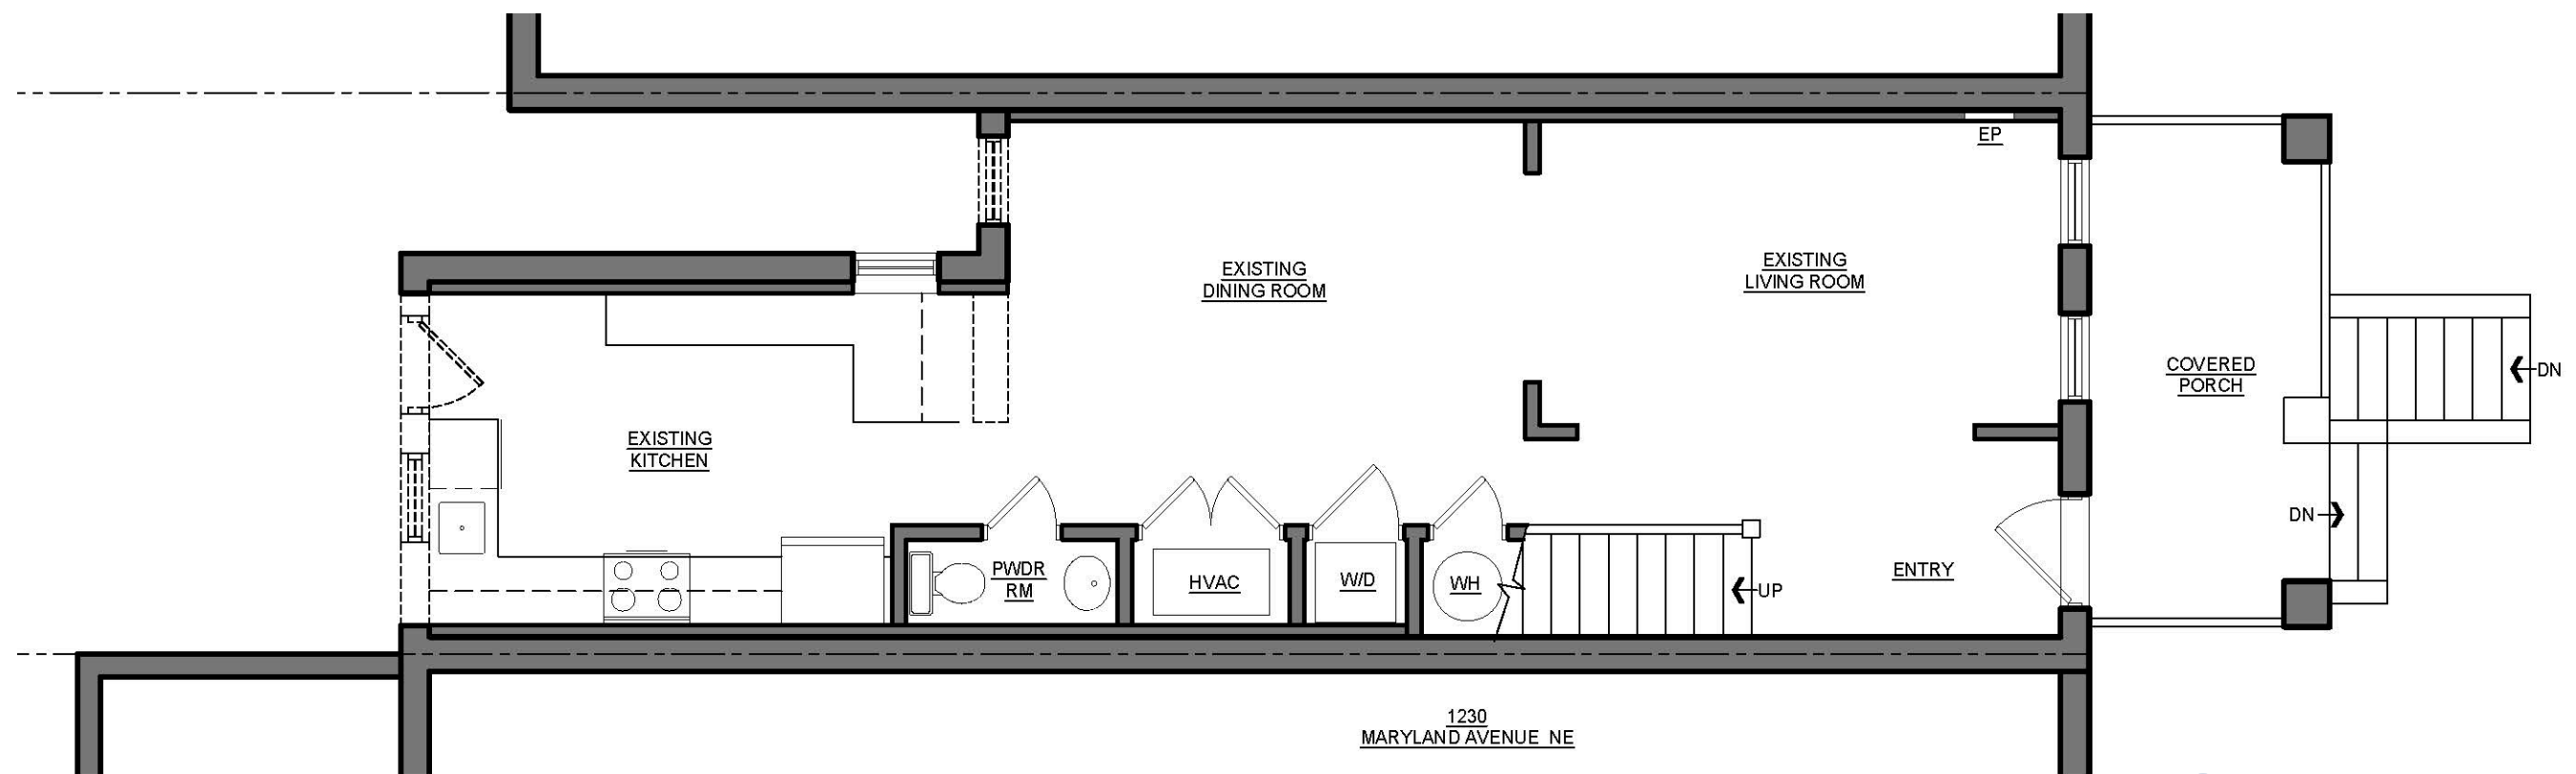 EP
EXISTING
DINING ROOM
EXISTING
LIVING ROOM
COVERED
PORCH
DN
EXISTING
KITCHEN
DN
PWDR
RM
HVAC
W/D
WH
UP
ENTRY
1230
MARYLAND AVENUE NE